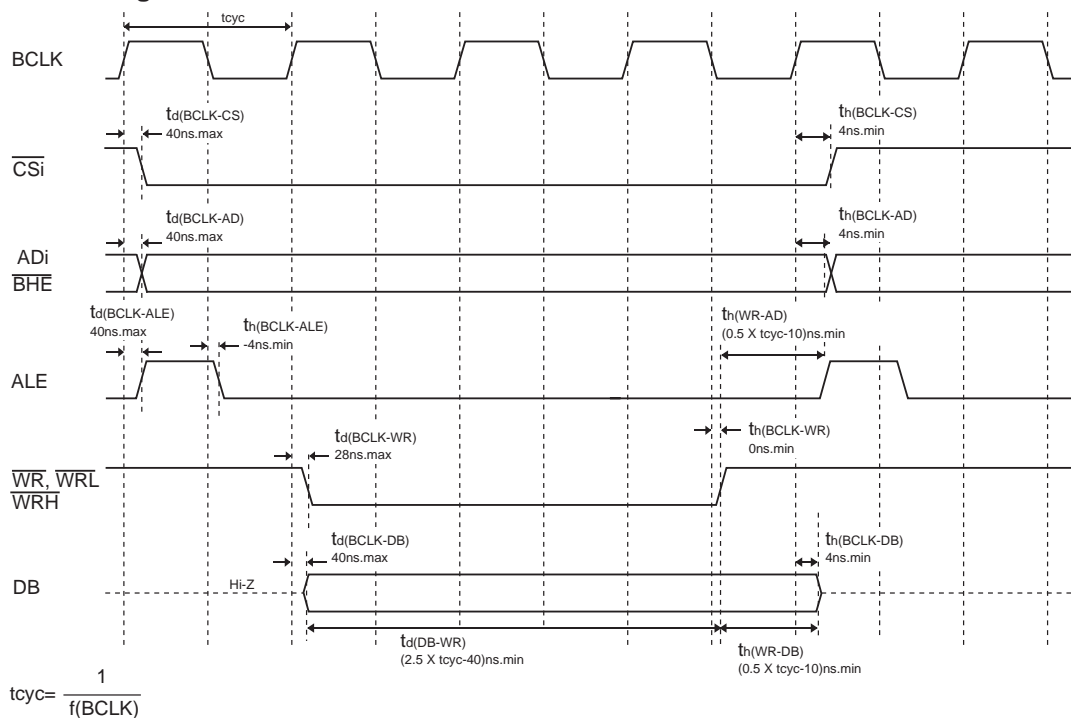 tcyc
BCLK
td(BCLK-CS)
40ns.max
th(BCLK-CS)
4ns.min
CSi
td(BCLK-AD)
40ns.max
th(BCLK-AD)
4ns.min
ADi
BHE
td(BCLK-ALE)
40ns.max
th(BCLK-ALE)
-4ns.min
th(WR-AD)
(0.5 X tcyc-10)ns.min
ALE
td(BCLK-WR)
28ns.max
th(BCLK-WR)
0ns.min
WR, WRL
WRH
td(BCLK-DB)
40ns.max
th(BCLK-DB)
4ns.min
DB
Hi-Z
td(DB-WR)
(2.5 X tcyc-40)ns.min
th(WR-DB)
(0.5 X tcyc-10)ns.min
tcyc= 1
f(BCLK)